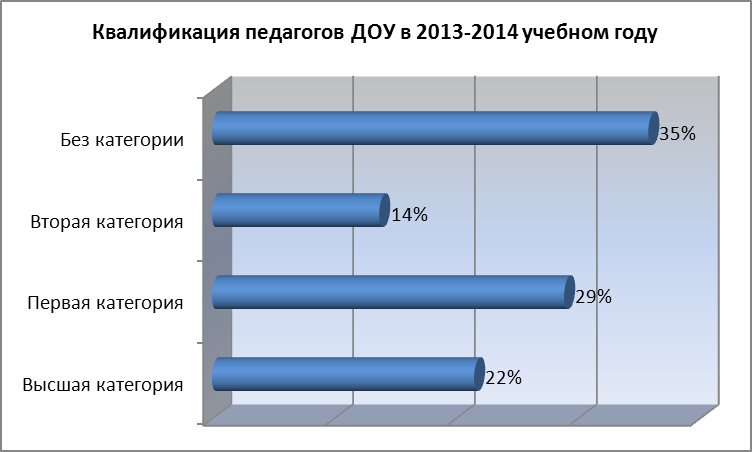 Квалификация педагогов ДОУ в 2013-2014 учебном году
Без категории
35%
Вторая категория
14%
Первая категория
29%
Высшая категория
22%